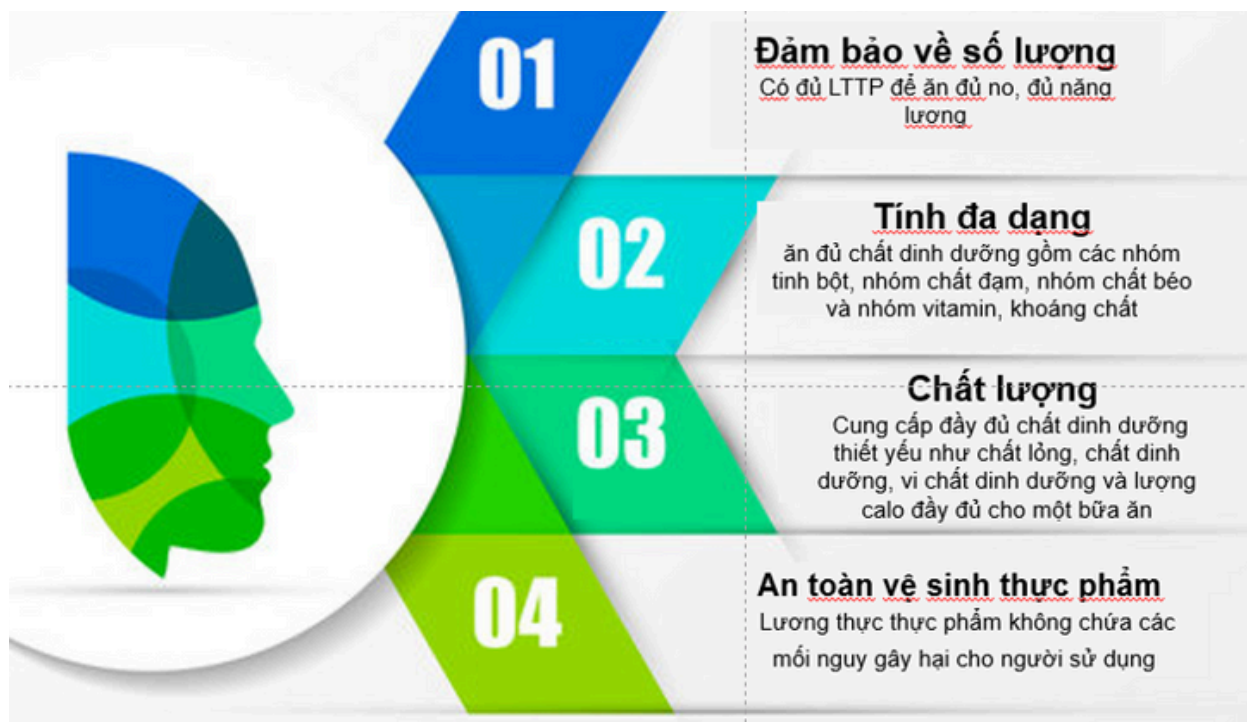 01
Đảm bảo về số lượng
Có đủ LTTP để ăn đủ no, đủ năng
lương
02
Tính đa dạng
ăn đủ chất dinh dưỡng gồm các nhóm
tinh bột, nhóm chất đạm, nhóm chất béo
và nhóm vitamin, khoáng chất
03
Chất lượng
Cung cấp đầy đủ chất dinh dưỡng
thiết yếu như chất lỏng, chất dinh
dưỡng, vi chất dinh dưỡng và lượng
calo đầy đủ cho một bữa ăn
04
An toàn vệ sinh thực phẩm
Lương thực thực phẩm không chứa các
mối nguy gây hại cho người sử dụng